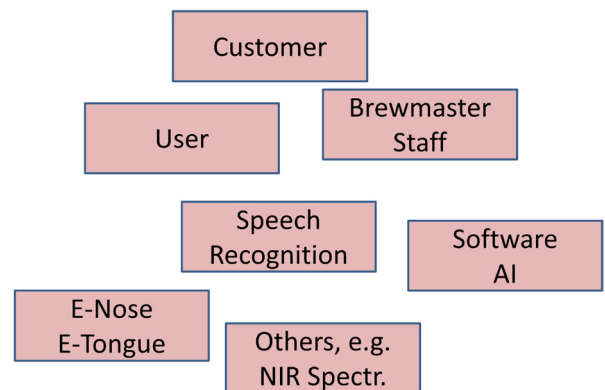 Customer
Brewmaster
Staff
User
Speech
Recognition
Software
AI
E-Nose
E-Tongue
Others, e.g.
NIR Spectr.